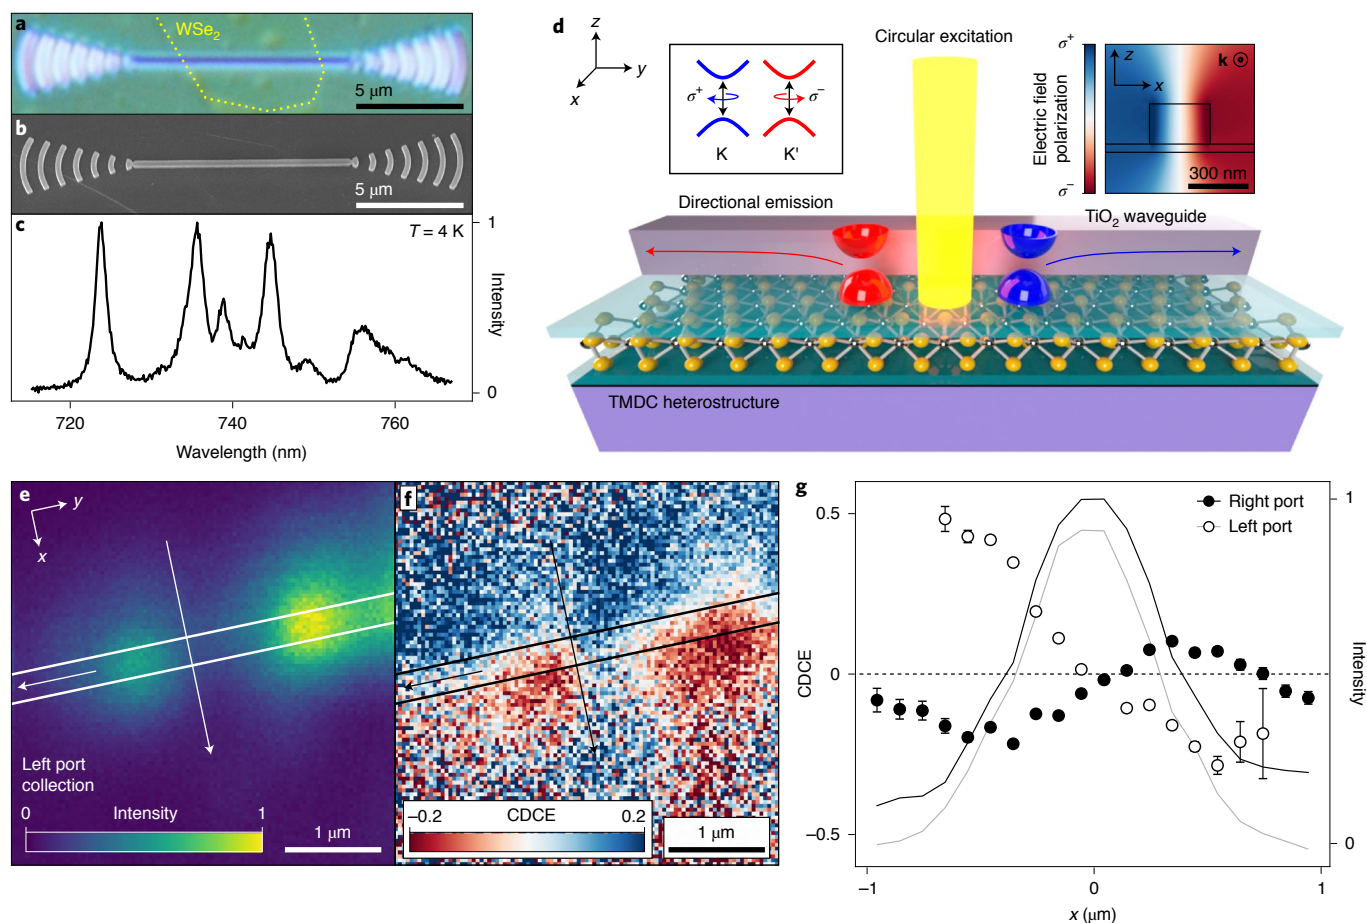 a
WSe2
5 μm
b
5 μm
c
T = 4 K
1
Intensity
0
720
740
760
Wavelength (nm)
d
z
y
x
σ+
σ−
K
K'
Circular excitation
σ+
Electric field
polarization
σ−
z
x
k
300 nm
Directional emission
TiO2 waveguide
TMDC heterostructure
e
y
x
Left port
collection
0
Intensity
1
1 μm
f
−0.2
CDCE
0.2
1 μm
g
Right port
Left port
0.5
0
−0.5
CDCE
1
Intensity
0
−1
0
1
x (μm)